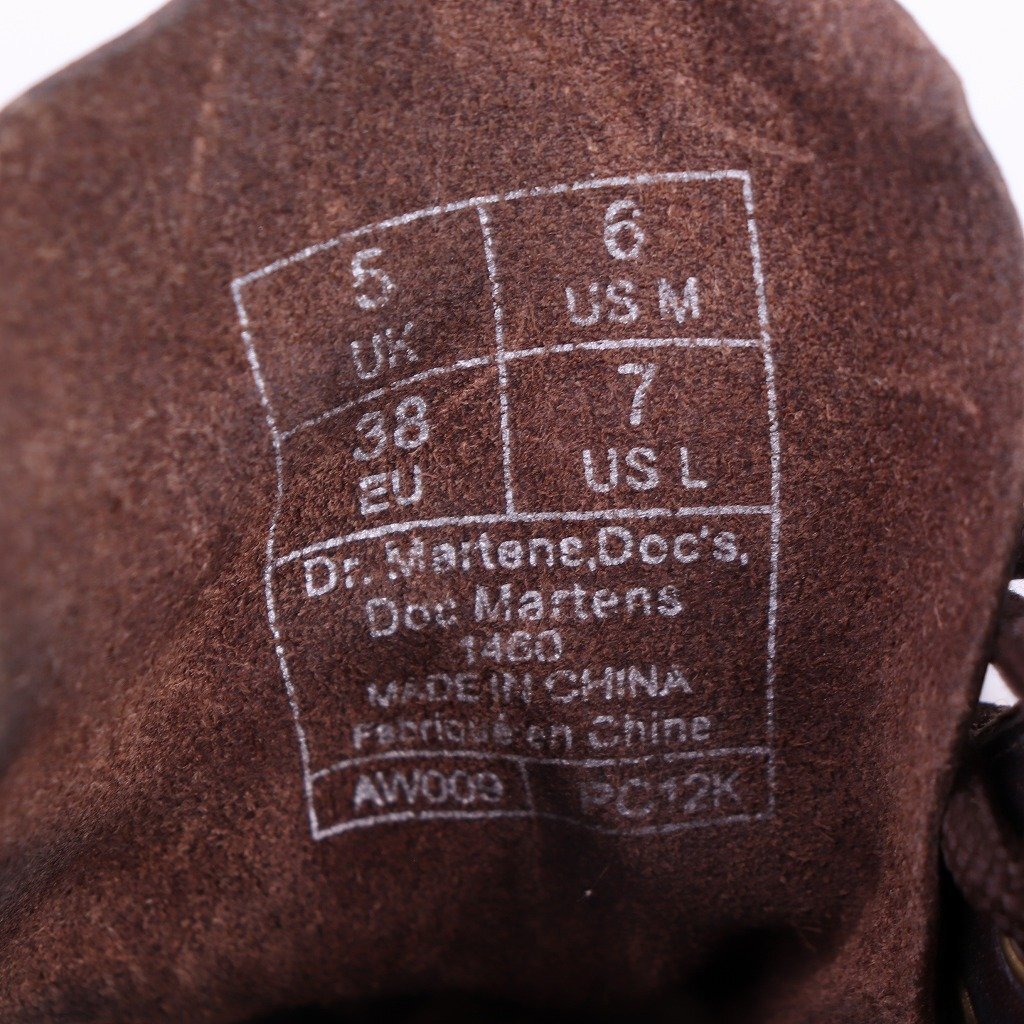 5
UK
6
US M
38
EU
7
US L
Dr. Martens,Doc's,
Doc Martens
1460
MADE IN CHINA
Fabriqué en Chine
AW009
PC12K